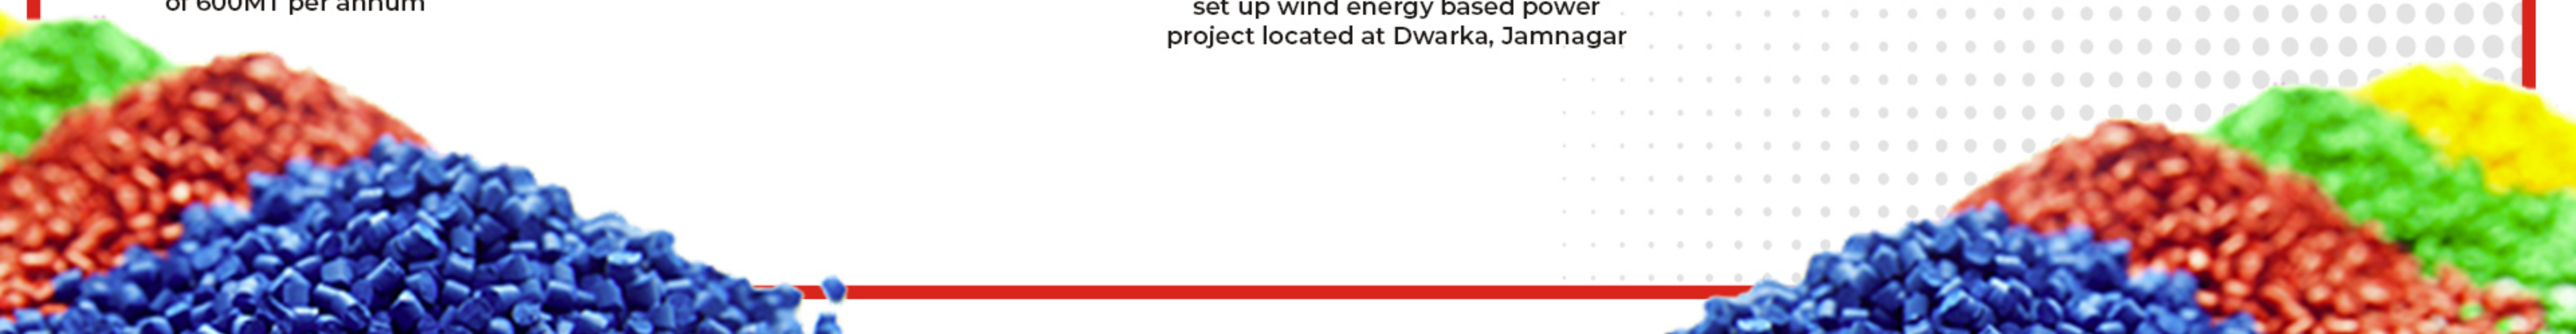 of 600MT per annum
set up wind energy based power
project located at Dwarka, Jamnagar